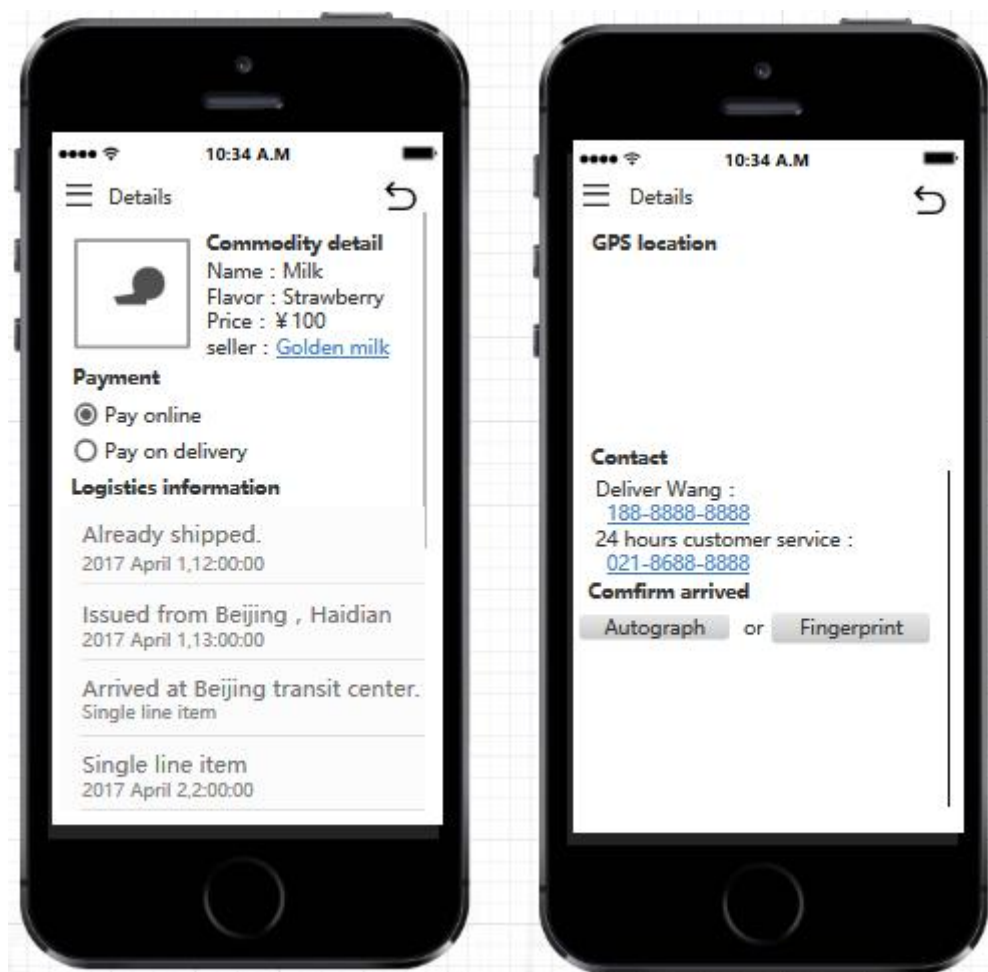 10:34 A.M
Details
Commodity detail
Name : Milk
Flavor : Strawberry
Price : ¥ 100
seller : Golden milk
Payment
Pay online
Pay on delivery
Logistics information
Already shipped.
2017 April 1,12:00:00
Issued from Beijing , Haidian
2017 April 1,13:00:00
Arrived at Beijing transit center.
Single line item
Single line item
2017 April 2,2:00:00
10:34 A.M
Details
GPS location
Contact
Deliver Wang :
188-8888-8888
24 hours customer service :
021-8688-8888
Comfirm arrived
Autograph or Fingerprint